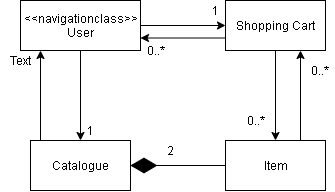 <<navigationclass>>
User
1
Shopping Cart
0..*
Text
0..*
0..*
1
2
Catalogue
Item